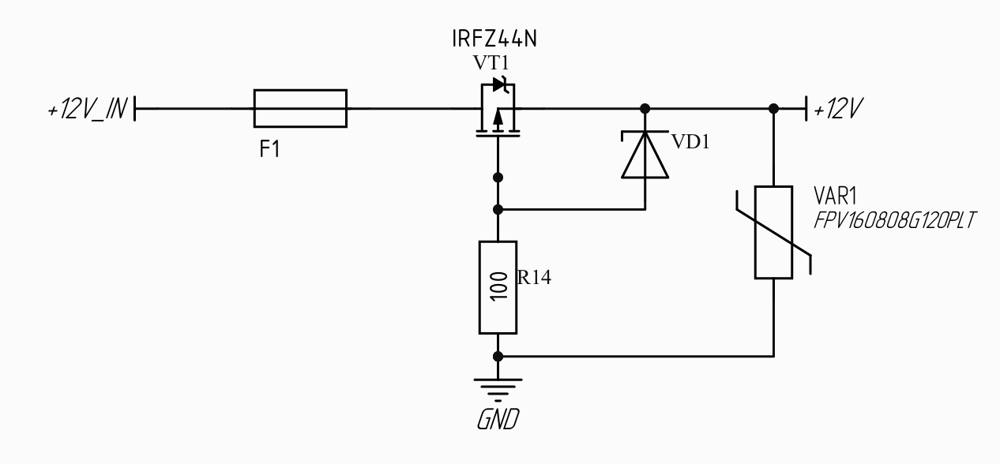 IRFZ44N
VT1
+12V_IN
+12V
F1
VD1
VAR1
FPV160808G120PLT
100
R14
GND